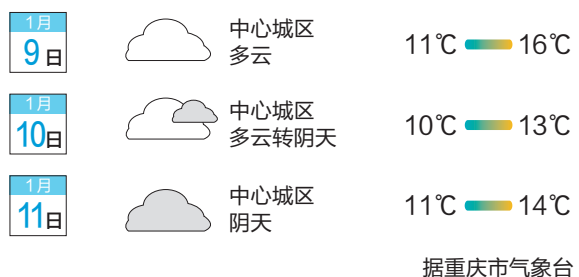 1月
9日
中心城区
多云
11℃ 16℃
1月
10日
中心城区
多云转阴天
10℃ 13℃
1月
11日
中心城区
阴天
11℃ 14℃
据重庆市气象台